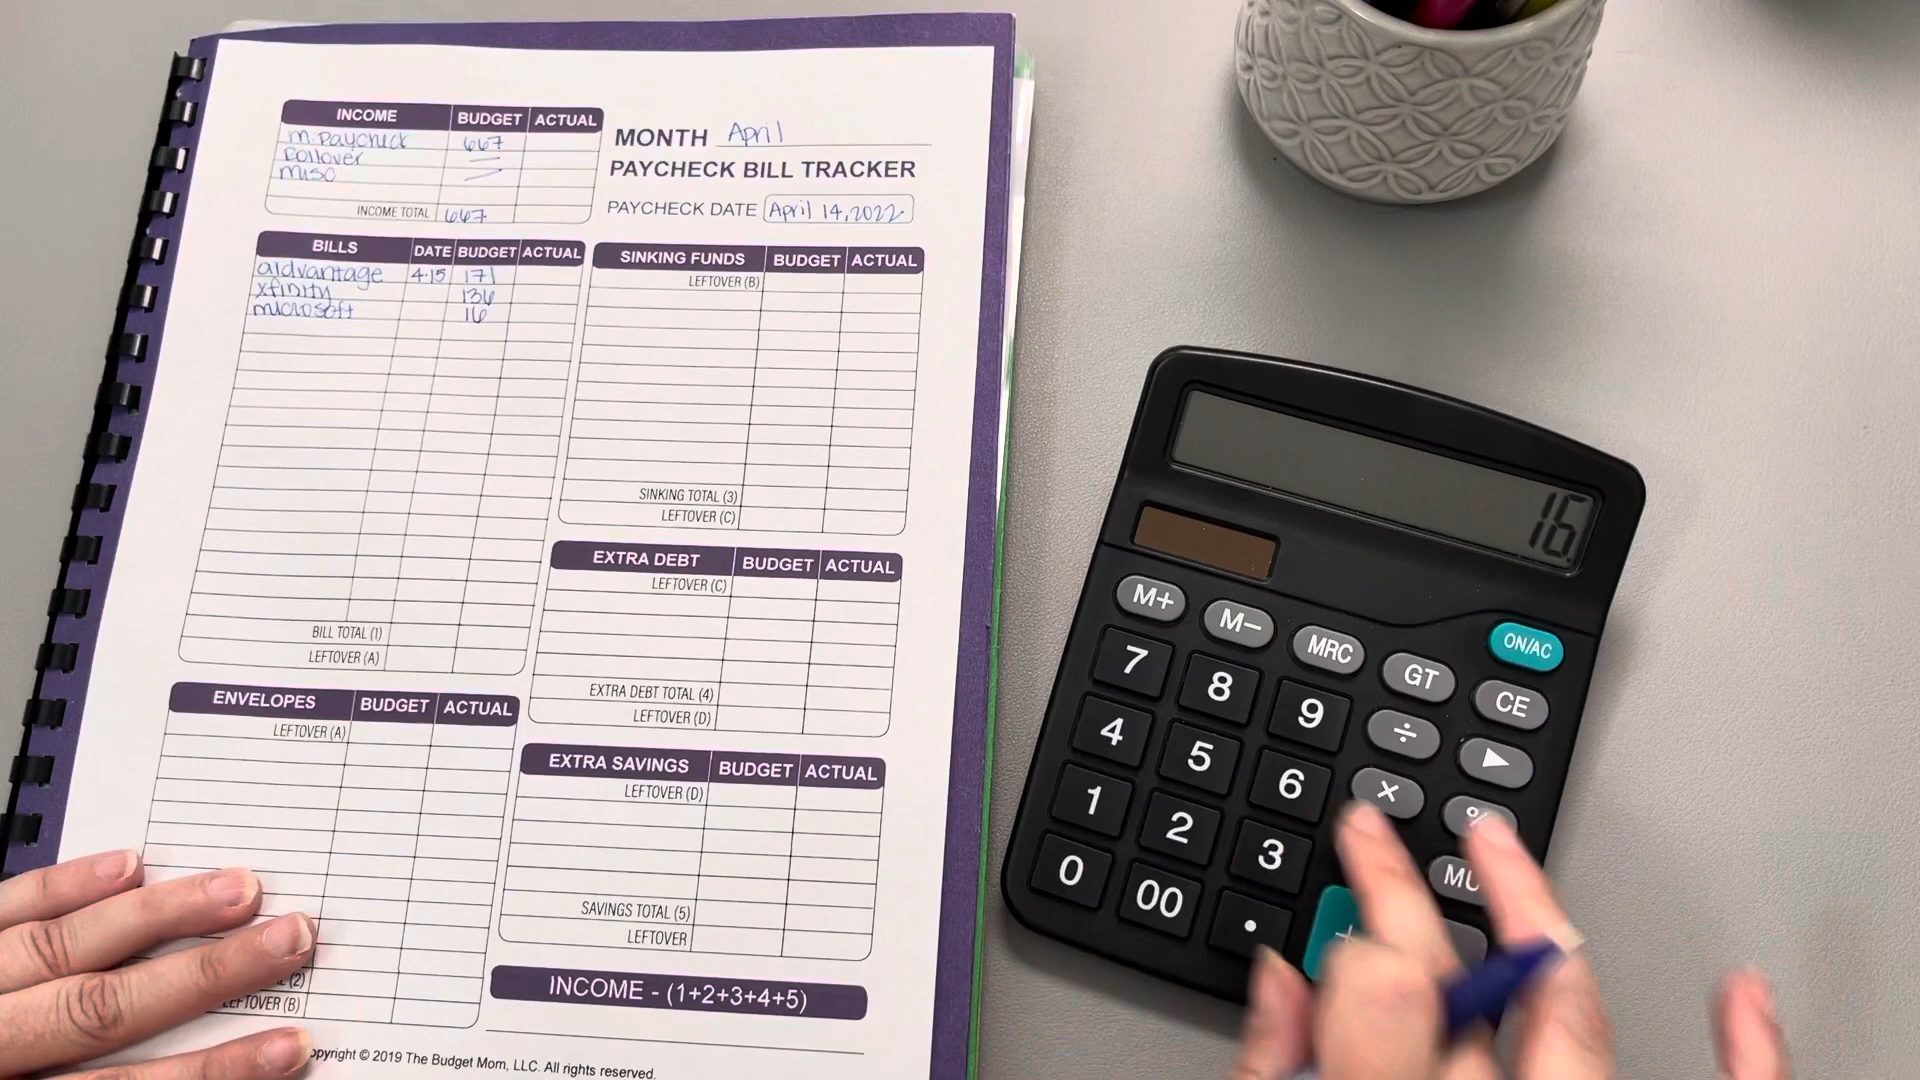 INCOME BUDGET ACTUAL
m. Paycheck 667
Rollover
misc
INCOME TOTAL 667
MONTH April
PAYCHECK BILL TRACKER
PAYCHECK DATE April 14, 2022
BILLS DATE BUDGET ACTUAL
aidvantage 4.15 171
xfinity 136
microsoft 16
BILL TOTAL (1)
LEFTOVER (A)
ENVELOPES BUDGET ACTUAL
LEFTOVER (A)
(2)
LEFTOVER (B)
SINKING FUNDS BUDGET ACTUAL
LEFTOVER (B)
SINKING TOTAL (3)
LEFTOVER (C)
EXTRA DEBT BUDGET ACTUAL
LEFTOVER (C)
EXTRA DEBT TOTAL (4)
LEFTOVER (D)
EXTRA SAVINGS BUDGET ACTUAL
LEFTOVER (D)
SAVINGS TOTAL (5)
LEFTOVER
INCOME - (1+2+3+4+5)
opyright © 2019 The Budget Mom, LLC. All rights reserved.
16
M+ M- MRC GT ON/AC
7 8 9 ÷ CE
4 5 6 × ▶
1 2 3 % 
0 00 . + MU